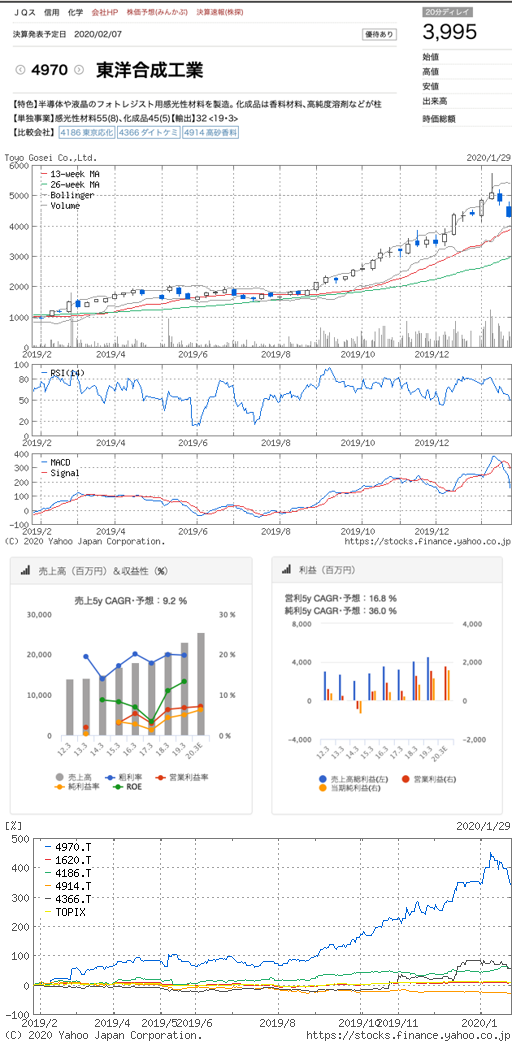 JQS 信用 化学 会社HP 株価予想(みんかぶ) 決算速報(株探)
20分ディレイ
3,995
決算発表予定日 2020/02/07
優待あり
始値
高値
安値
出来高
時価総額
4970 東洋合成工業
【特色】半導体や液晶のフォトレジスト用感光性材料を製造。化成品は香料材料、高純度溶剤などが柱
【単独事業】感光性材料55(8)、化成品45(5)【輸出】32 <19・3>
【比較会社】 4186 東京応化 4366 ダイトケミ 4914 高砂香料
Toyo Gosei Co.,Ltd.
2020/1/29
6000
5000
4000
3000
2000
1000
0
13-week MA
26-week MA
Bollinger
Volume
2019/2 2019/4 2019/6 2019/8 2019/10 2019/12
100
80
50
20
0
RSI(14)
2019/2 2019/4 2019/6 2019/8 2019/10 2019/12
400
300
200
100
0
-100
MACD
Signal
2019/2 2019/4 2019/6 2019/8 2019/10 2019/12
(C) 2020 Yahoo Japan Corporation.
https://stocks.finance.yahoo.co.jp
売上高（百万円）＆収益性（%）
売上5y CAGR・予想：9.2 %
30,000
20,000
10,000
0
30 %
20 %
10 %
0 %
12.3 13.3 14.3 15.3 16.3 17.3 18.3 19.3 20.3E
売上高 粗利率 営業利益率
純利益率 ROE
利益（百万円）
営利5y CAGR・予想：16.8 %
純利5y CAGR・予想：36.0 %
8,000
4,000
0
-4,000
4,000
2,000
0
-2,000
12.3 13.3 14.3 15.3 16.3 17.3 18.3 19.3 20.3E
売上高総利益(左) 営業利益(右)
当期純利益(右)
[%]
2020/1/29
500
400
300
200
100
0
-100
4970.T
1620.T
4186.T
4914.T
4366.T
TOPIX
2019/2 2019/4 2019/5 2019/6 2019/8 2019/10 2019/11 2020/1
(C) 2020 Yahoo Japan Corporation.
https://stocks.finance.yahoo.co.jp